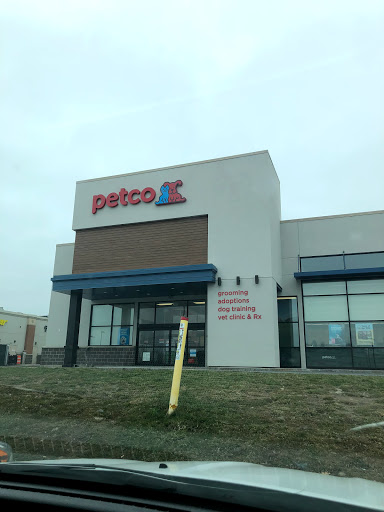 petco
grooming
adoptions
dog training
vet clinic & Rx